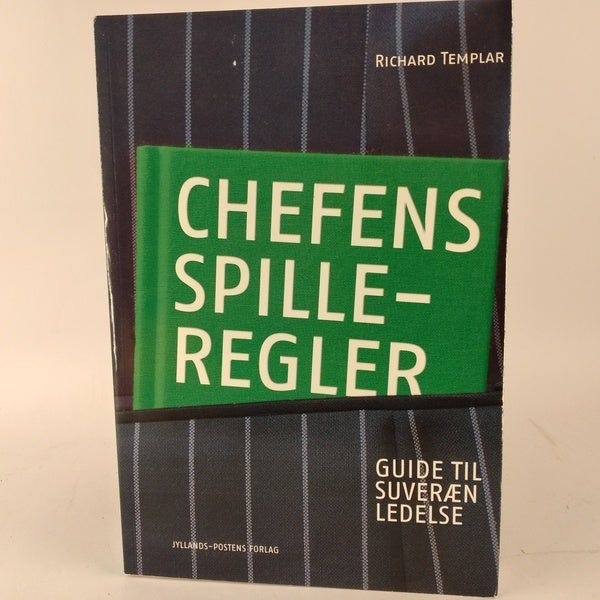 RICHARD TEMPLAR
CHEFENS
SPILLE-
REGLER
GUIDE TIL
SUVERÆN
LEDELSE
JYLLANDS-POSTENS FORLAG